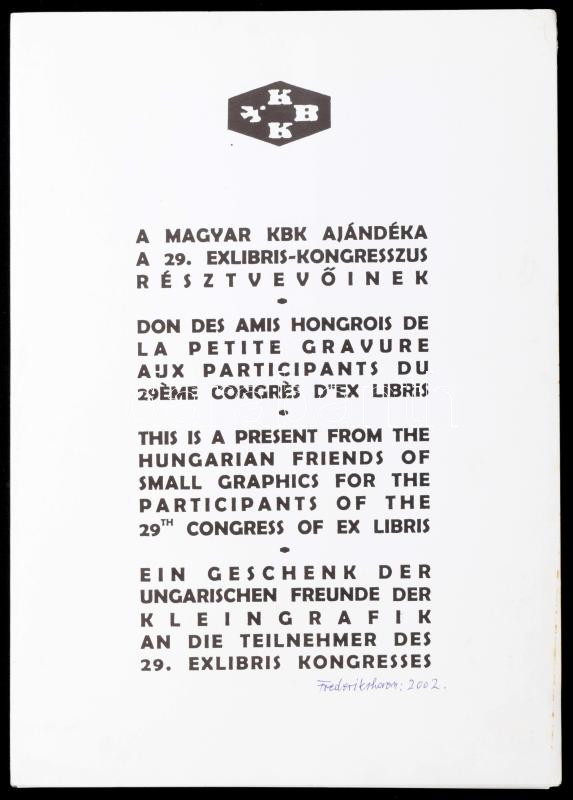 K
K B
K
A MAGYAR KBK AJÁNDÉKA
A 29. EXLIBRIS-KONGRESSZUS
RÉSZTVEVŐINEK
DON DES AMIS HONGROIS DE
LA PETITE GRAVURE
AUX PARTICIPANTS DU
29ÈME CONGRÈS D"EX LIBRIS
THIS IS A PRESENT FROM THE
HUNGARIAN FRIENDS OF
SMALL GRAPHICS FOR THE
PARTICIPANTS OF THE
29TH CONGRESS OF EX LIBRIS
EIN GESCHENK DER
UNGARISCHEN FREUNDE DER
KLEINGRAFIK
AN DIE TEILNEHMER DES
29. EXLIBRIS KONGRESSES
Frederikshavn: 2002.